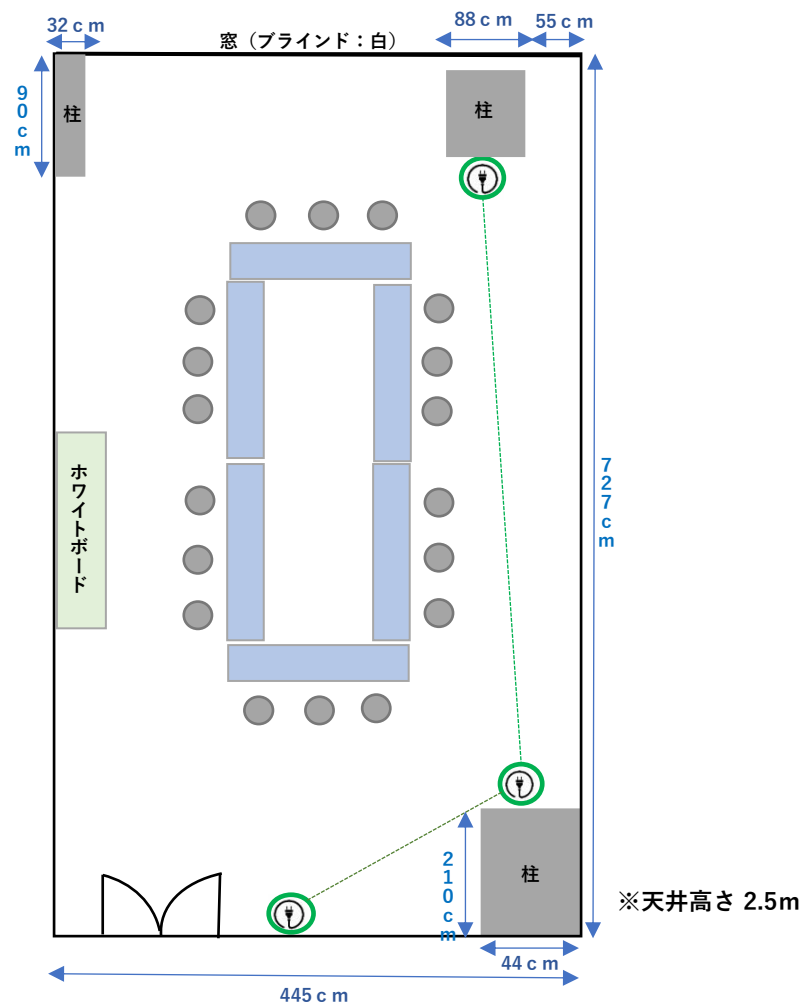 32ｃｍ
窓（ブラインド：白）
88ｃｍ
55ｃｍ
90ｃｍ
柱
柱
ホワイトボード
727ｃｍ
210ｃｍ
柱
※天井高さ 2.5m
44ｃｍ
445ｃｍ